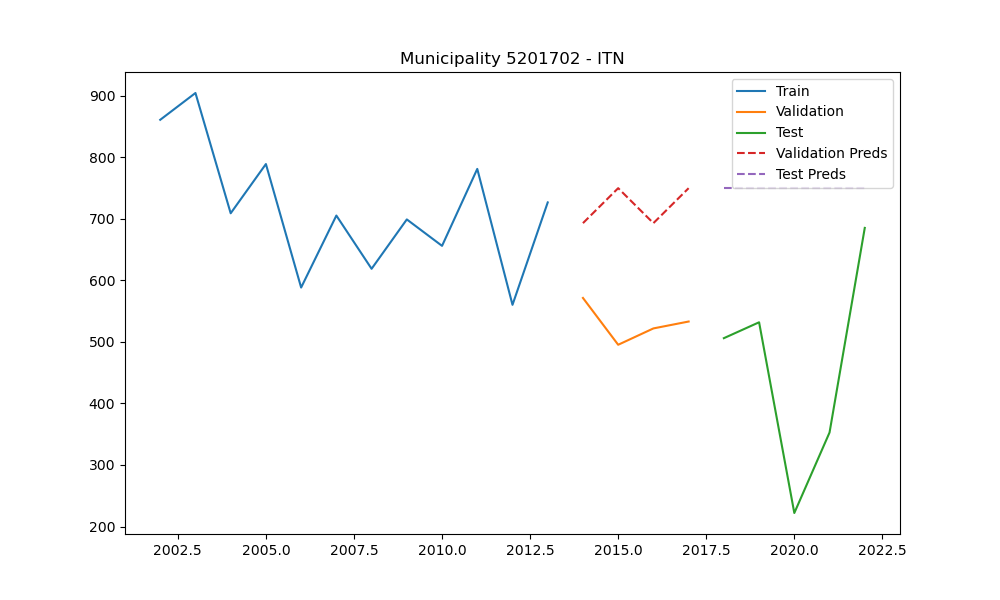 Municipality 5201702 - ITN
900
800
700
600
500
400
300
200
2002.5 2005.0 2007.5 2010.0 2012.5 2015.0 2017.5 2020.0 2022.5
Train
Validation
Test
Validation Preds
Test Preds